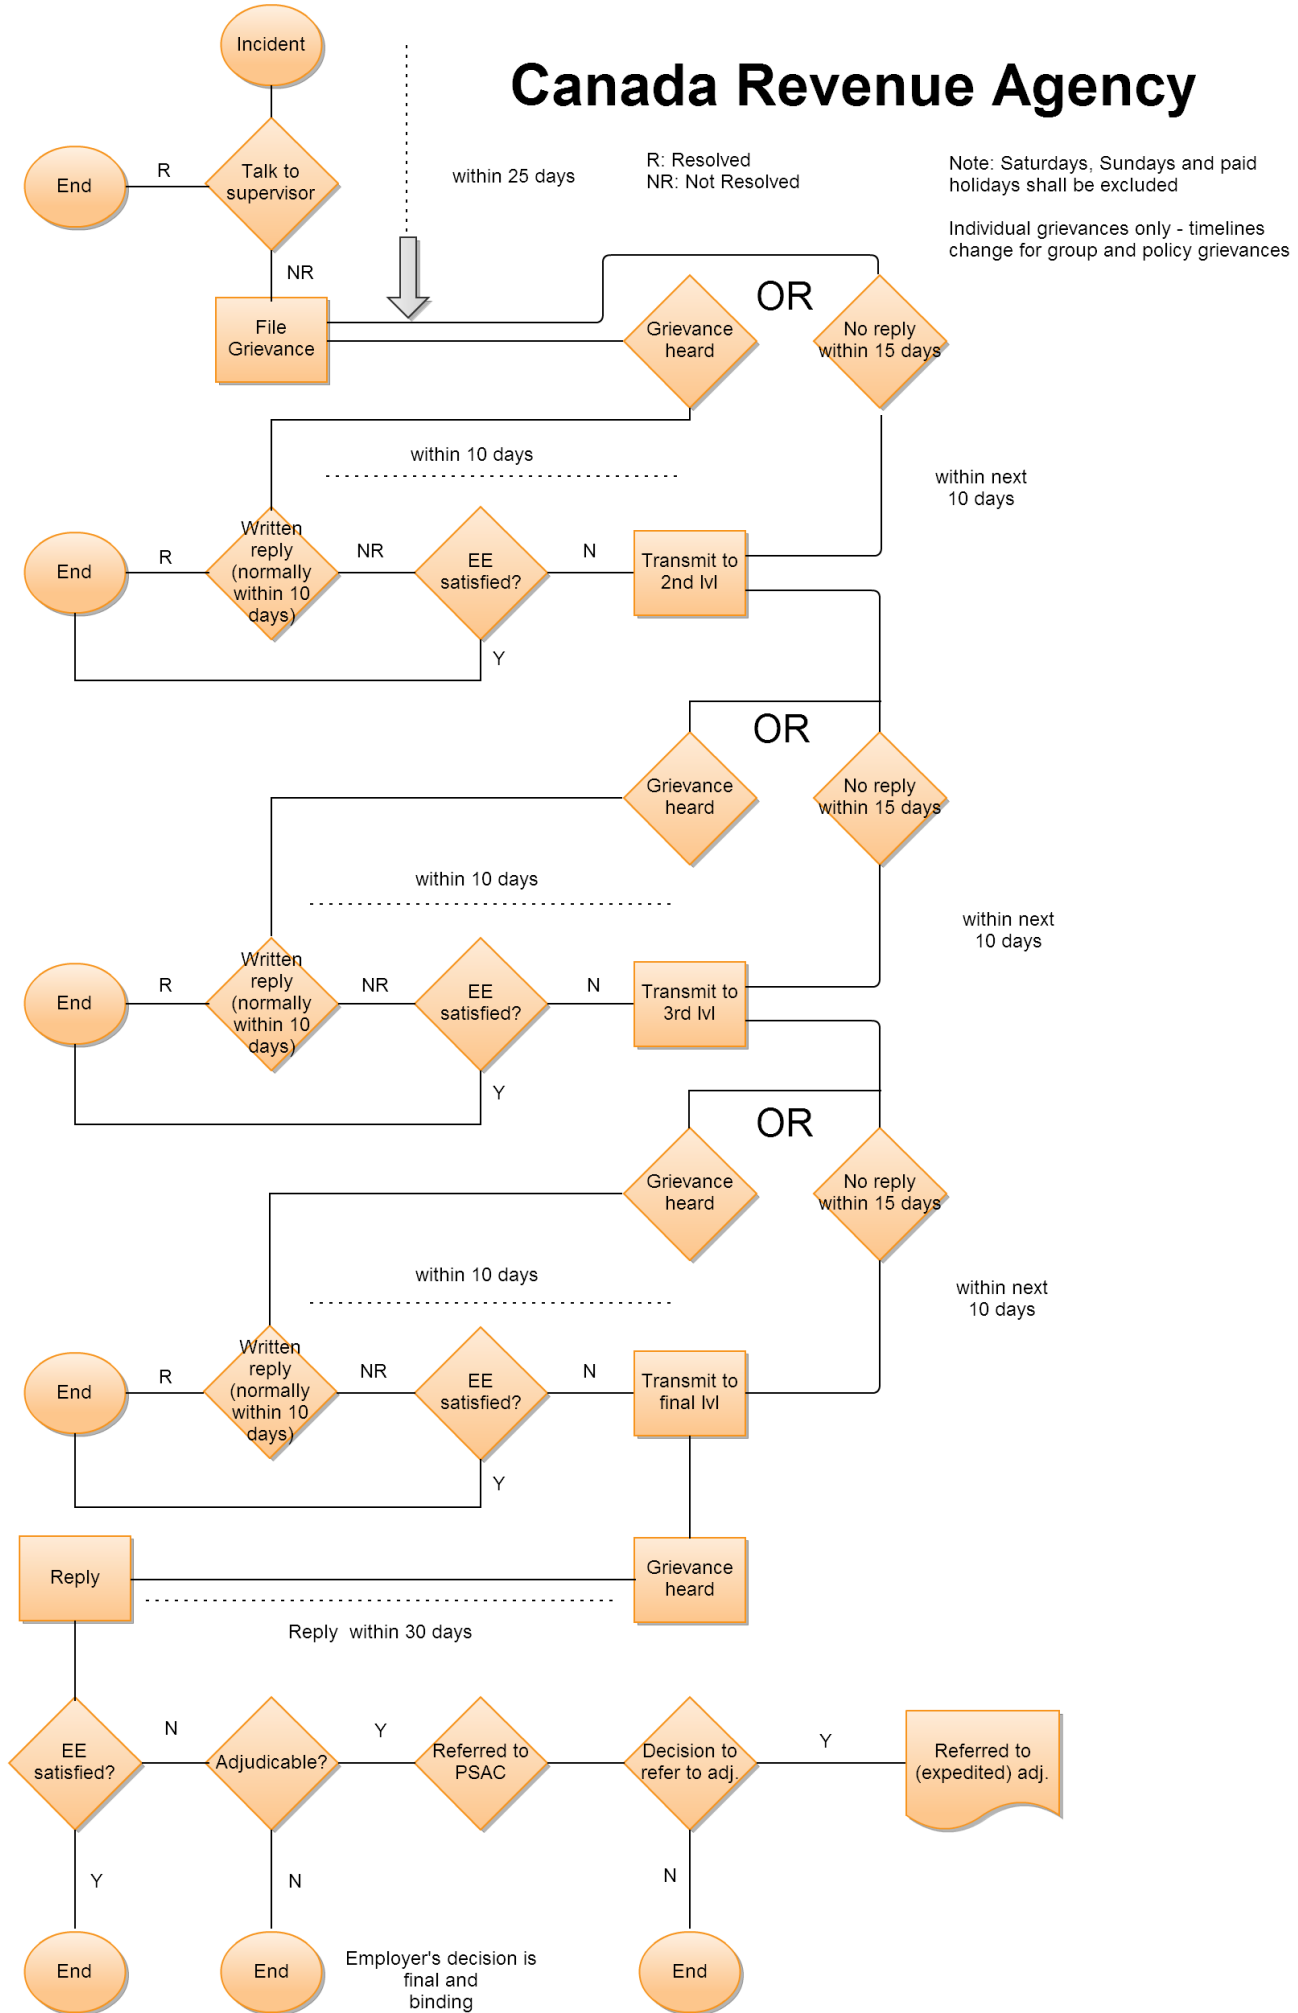 Incident
Canada Revenue Agency
R: Resolved
NR: Not Resolved
Note: Saturdays, Sundays and paid
holidays shall be excluded
Individual grievances only - timelines
change for group and policy grievances
End
R
Talk to
supervisor
within 25 days
NR
File
Grievance
Grievance
heard
OR
No reply
within 15 days
within 10 days
within next
10 days
End
R
Written
reply
(normally
within 10
days)
NR
EE
satisfied?
N
Transmit to
2nd lvl
Y
OR
Grievance
heard
No reply
within 15 days
within 10 days
within next
10 days
End
R
Written
reply
(normally
within 10
days)
NR
EE
satisfied?
N
Transmit to
3rd lvl
Y
OR
Grievance
heard
No reply
within 15 days
within 10 days
within next
10 days
End
R
Written
reply
(normally
within 10
days)
NR
EE
satisfied?
N
Transmit to
final lvl
Y
Reply
Grievance
heard
Reply within 30 days
EE
satisfied?
N
Adjudicable?
Y
Referred to
PSAC
Decision to
refer to adj.
Y
Referred to
(expedited) adj.
Y
N
N
End
End
Employer's decision is
final and
binding
End